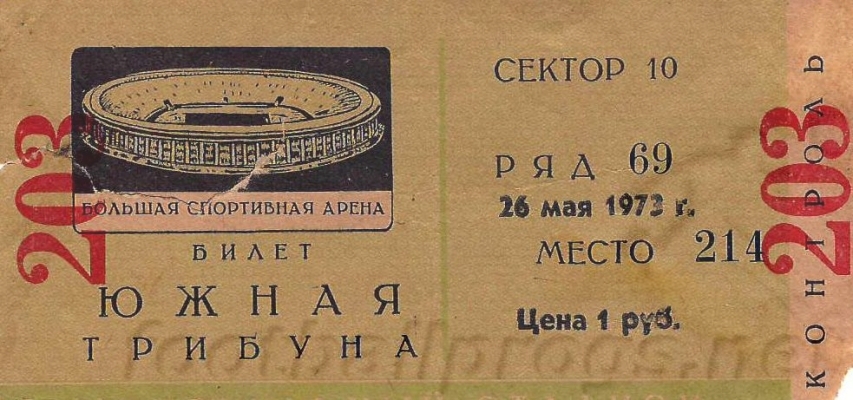 203
БОЛЬШАЯ СПОРТИВНАЯ АРЕНА
БИЛЕТ
ЮЖНАЯ
ТРИБУНА
СЕКТОР 10
РЯД 69
26 мая 1973 г.
МЕСТО 214
Цена 1 руб.
203
КОНТРОЛЬ